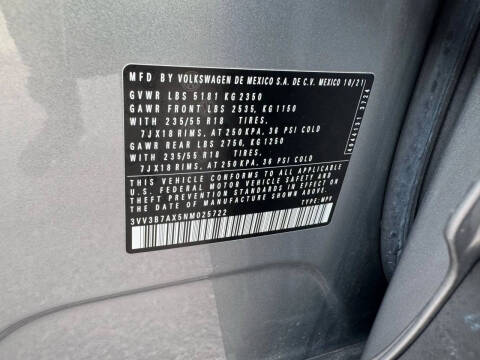 MFD BY VOLKSWAGEN DE MEXICO S.A. DE C.V. MEXICO 10/21
GVWR LBS 5181 KG 2350
GAWR FRONT LBS 2535, KG 1150
WITH 235/55 R18 TIRES.
7JX18 RIMS, AT 250 KPA, 36 PSI COLD
GAWR REAR LBS 2756, KG 1250
WITH 235/55 R18 TIRES.
7JX18 RIMS, AT 250 KPA, 36 PSI COLD
THIS VEHICLE CONFORMS TO ALL APPLICABLE
U.S. FEDERAL MOTOR VEHICLE SAFETY AND
THEFT PREVENTION STANDARDS IN EFFECT ON
THE DATE OF MANUFACTURE SHOWN ABOVE.
3VV3B7AX5NM025722 TYPE: MPV